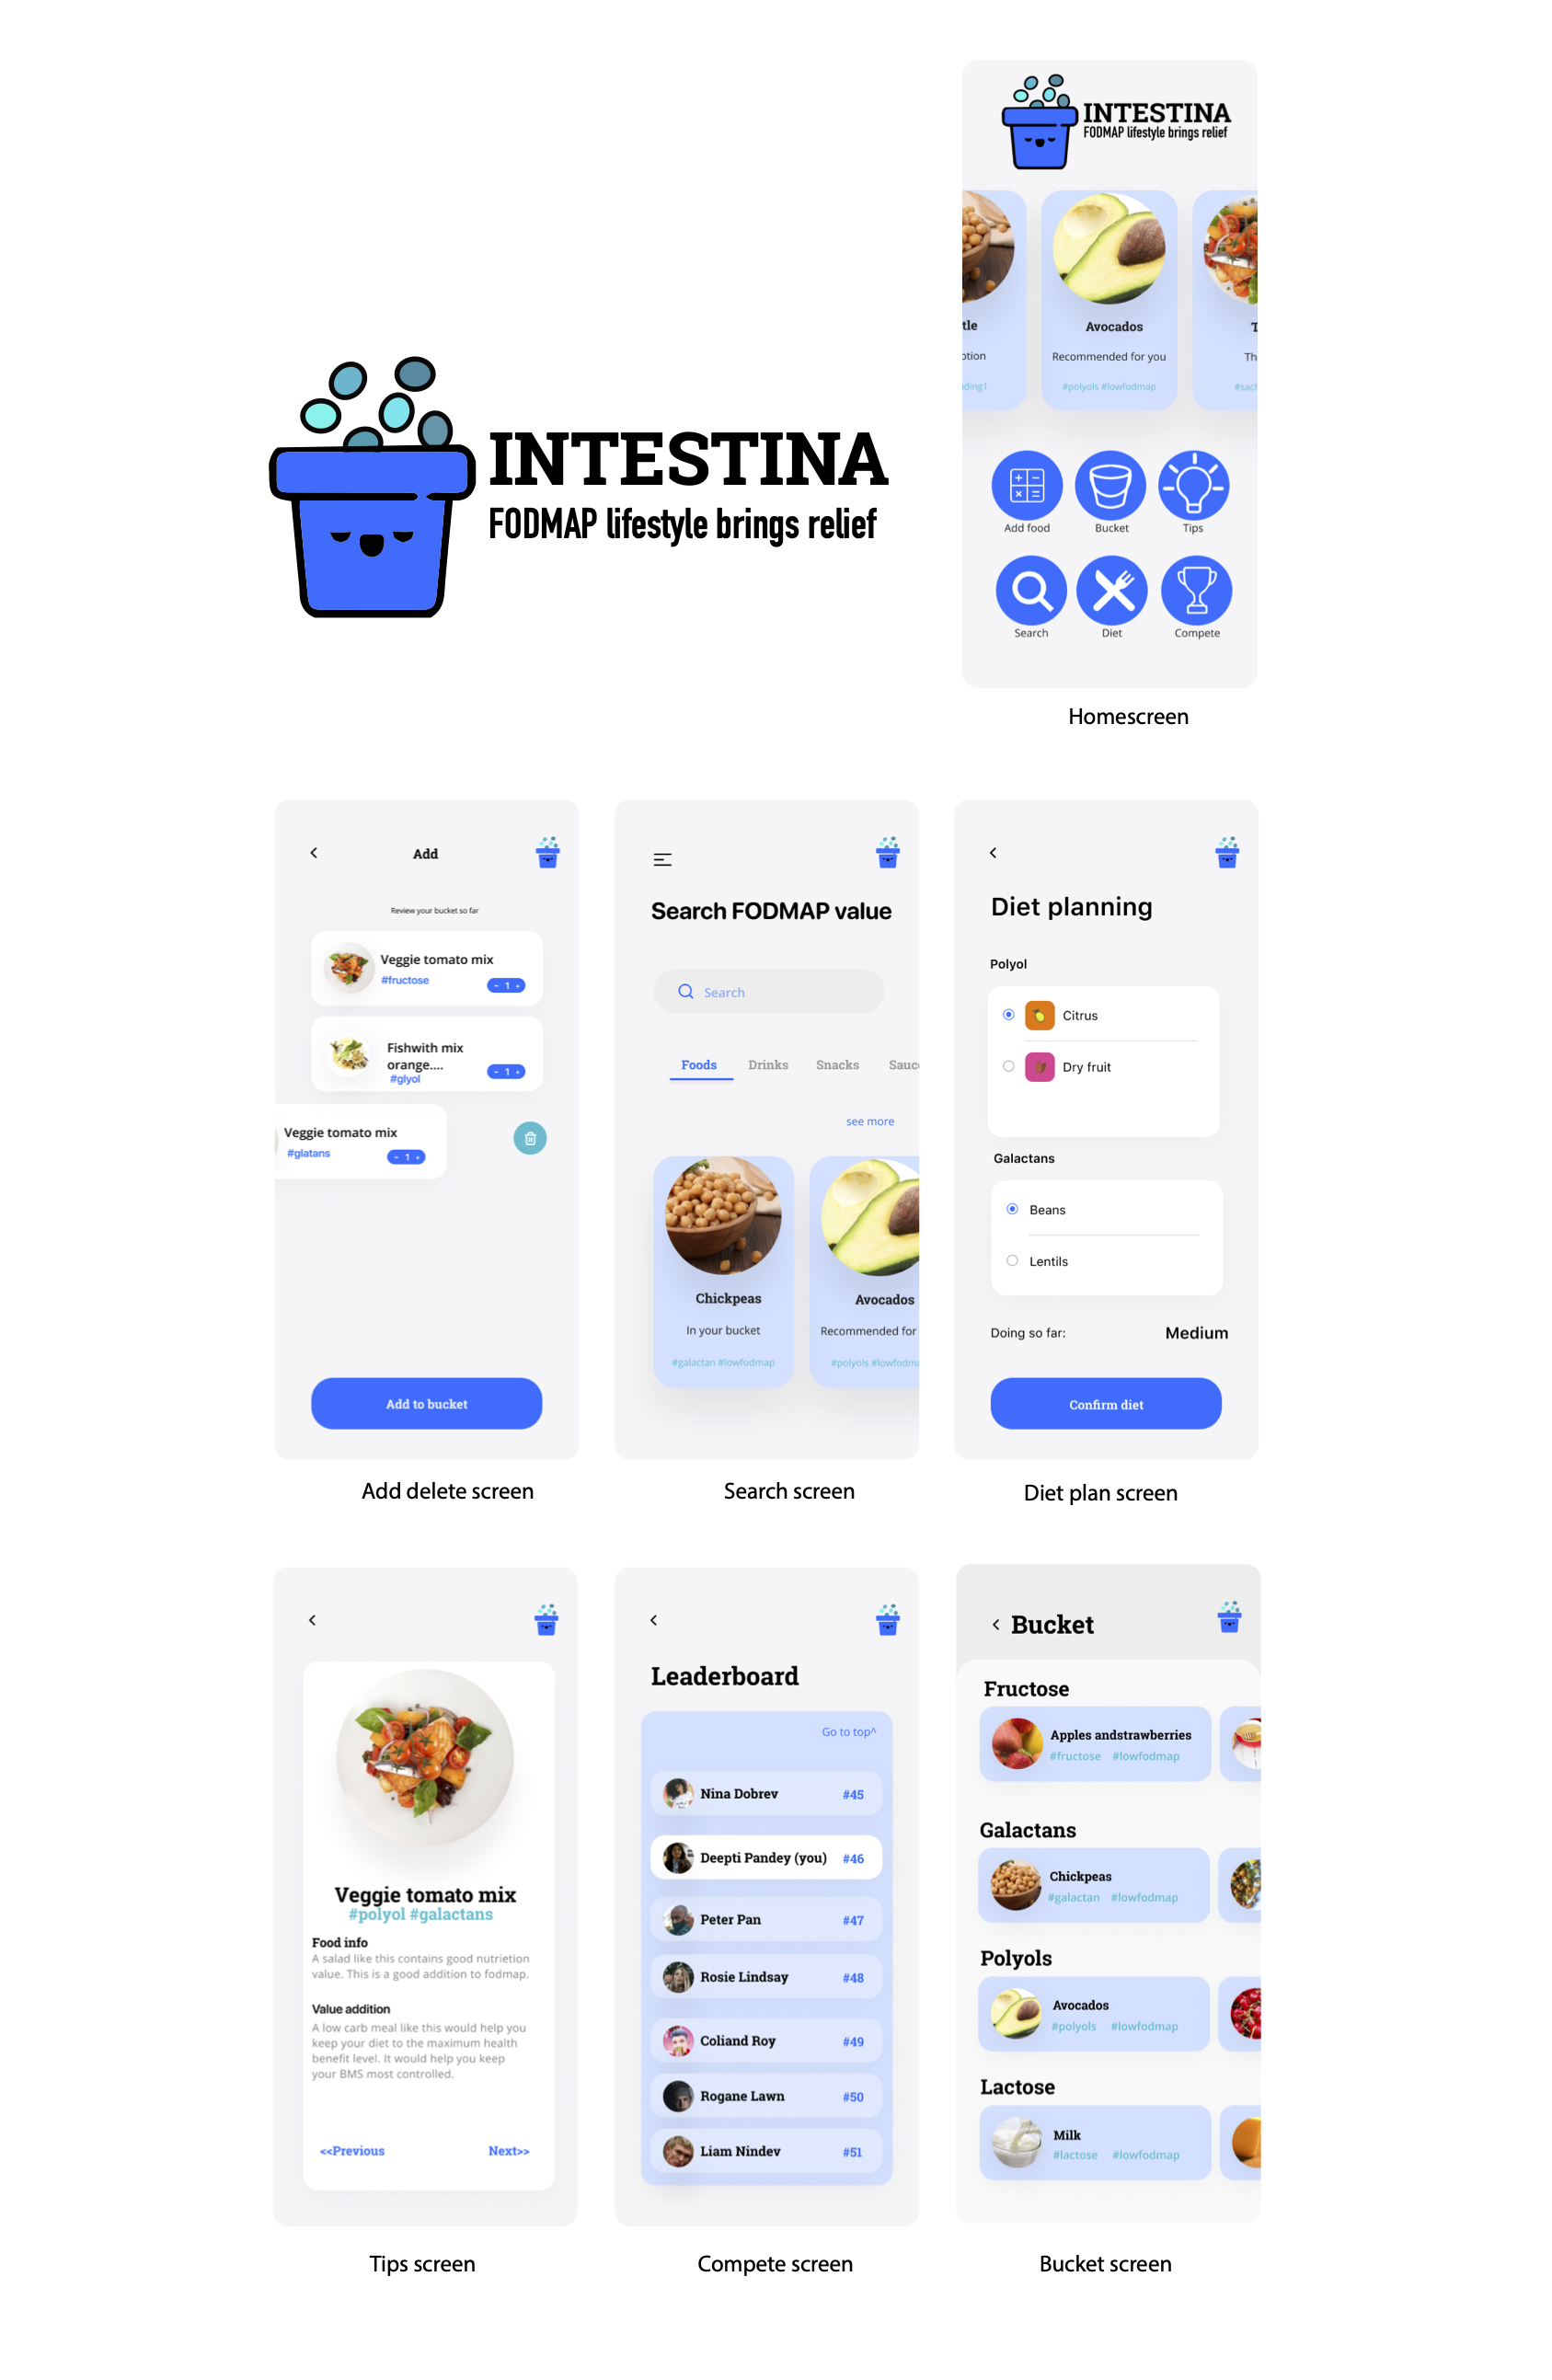 INTESTINA
FODMAP lifestyle brings relief
INTESTINA
FODMAP lifestyle brings relief
tle
Avocados
T
ption
Recommended for you
Th
ding1
#polyols #lowfodmap
#sach
Add food
Bucket
Tips
Search
Diet
Compete
Homescreen
Add
Review your bucket so far
Veggie tomato mix
#fructose
- 1 +
Fishwith mix
orange....
#glyol
- 1 +
Veggie tomato mix
#glatans
- 1 +
Add to bucket
Add delete screen
Search FODMAP value
Search
Foods
Drinks
Snacks
Sauc
see more
Chickpeas
In your bucket
#galactan #lowfodmap
Avocados
Recommended for
#polyols #lowfodma
Search screen
Diet planning
Polyol
Citrus
Dry fruit
Galactans
Beans
Lentils
Doing so far:
Medium
Confirm diet
Diet plan screen
Veggie tomato mix
#polyol #galactans
Food info
A salad like this contains good nutrietion
value. This is a good addition to fodmap.
Value addition
A low carb meal like this would help you
keep your diet to the maximum health
benefit level. It would help you keep
your BMS most controlled.
<<Previous
Next>>
Tips screen
Leaderboard
Go to top^
Nina Dobrev #45
Deepti Pandey (you) #46
Peter Pan #47
Rosie Lindsay #48
Coliand Roy #49
Rogane Lawn #50
Liam Nindev #51
Compete screen
Bucket
Fructose
Apples andstrawberries
#fructose #lowfodmap
Galactans
Chickpeas
#galactan #lowfodmap
Polyols
Avocados
#polyols #lowfodmap
Lactose
Milk
#lactose #lowfodmap
Bucket screen